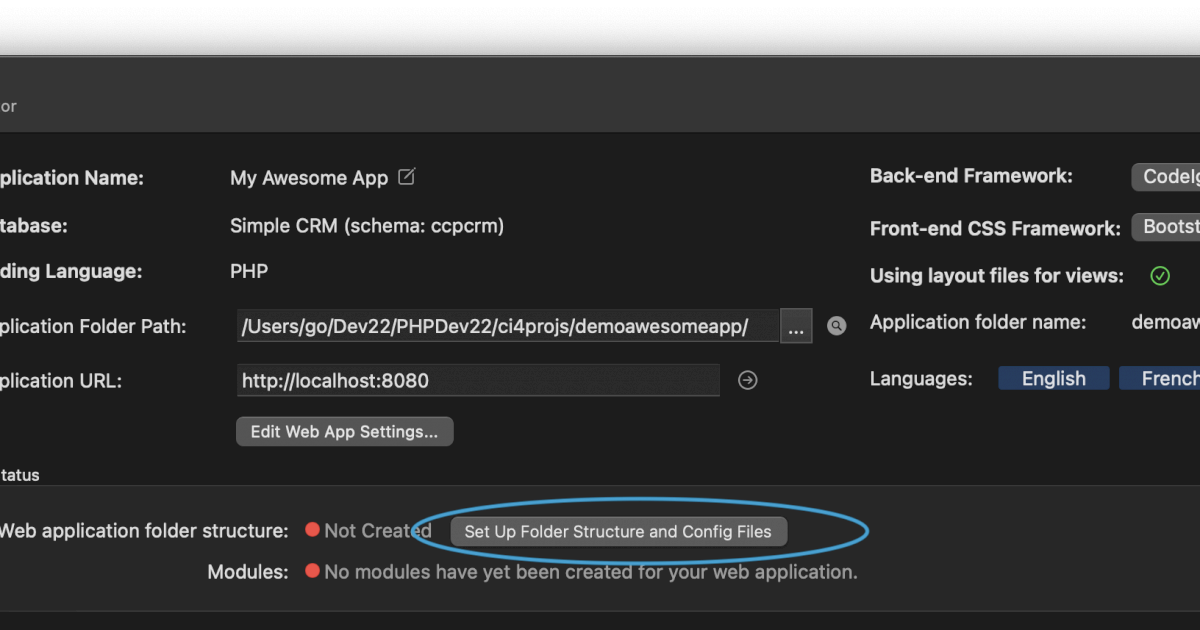 or
plication Name: My Awesome App
tabase: Simple CRM (schema: ccpcrm)
ding Language: PHP
plication Folder Path: /Users/go/Dev22/PHPDev22/ci4projs/demoawesomeapp/ ...
plication URL: http://localhost:8080
Edit Web App Settings...
Back-end Framework: CodeIg
Front-end CSS Framework: Bootst
Using layout files for views:
Application folder name: demoaw
Languages: English French
tatus
Web application folder structure: Not Created Set Up Folder Structure and Config Files
Modules: No modules have yet been created for your web application.